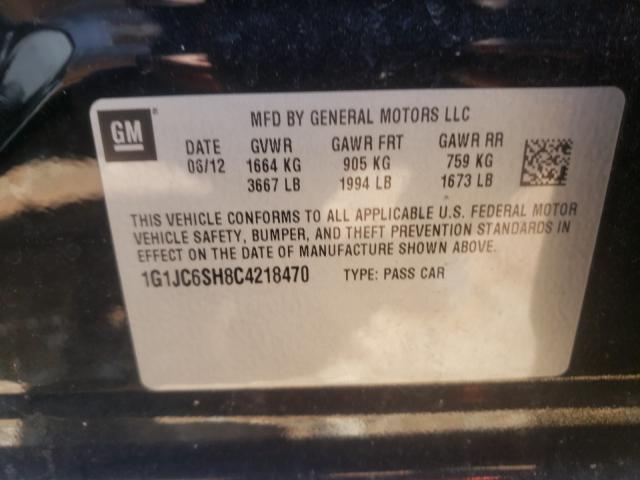 GM®
MFD BY GENERAL MOTORS LLC
DATE GVWR GAWR FRT GAWR RR
06/12 1664 KG 905 KG 759 KG
3667 LB 1994 LB 1673 LB
THIS VEHICLE CONFORMS TO ALL APPLICABLE U.S. FEDERAL MOTOR
VEHICLE SAFETY, BUMPER, AND THEFT PREVENTION STANDARDS IN
EFFECT ON THE DATE OF MANUFACTURE SHOWN ABOVE.
1G1JC6SH8C4218470 TYPE: PASS CAR